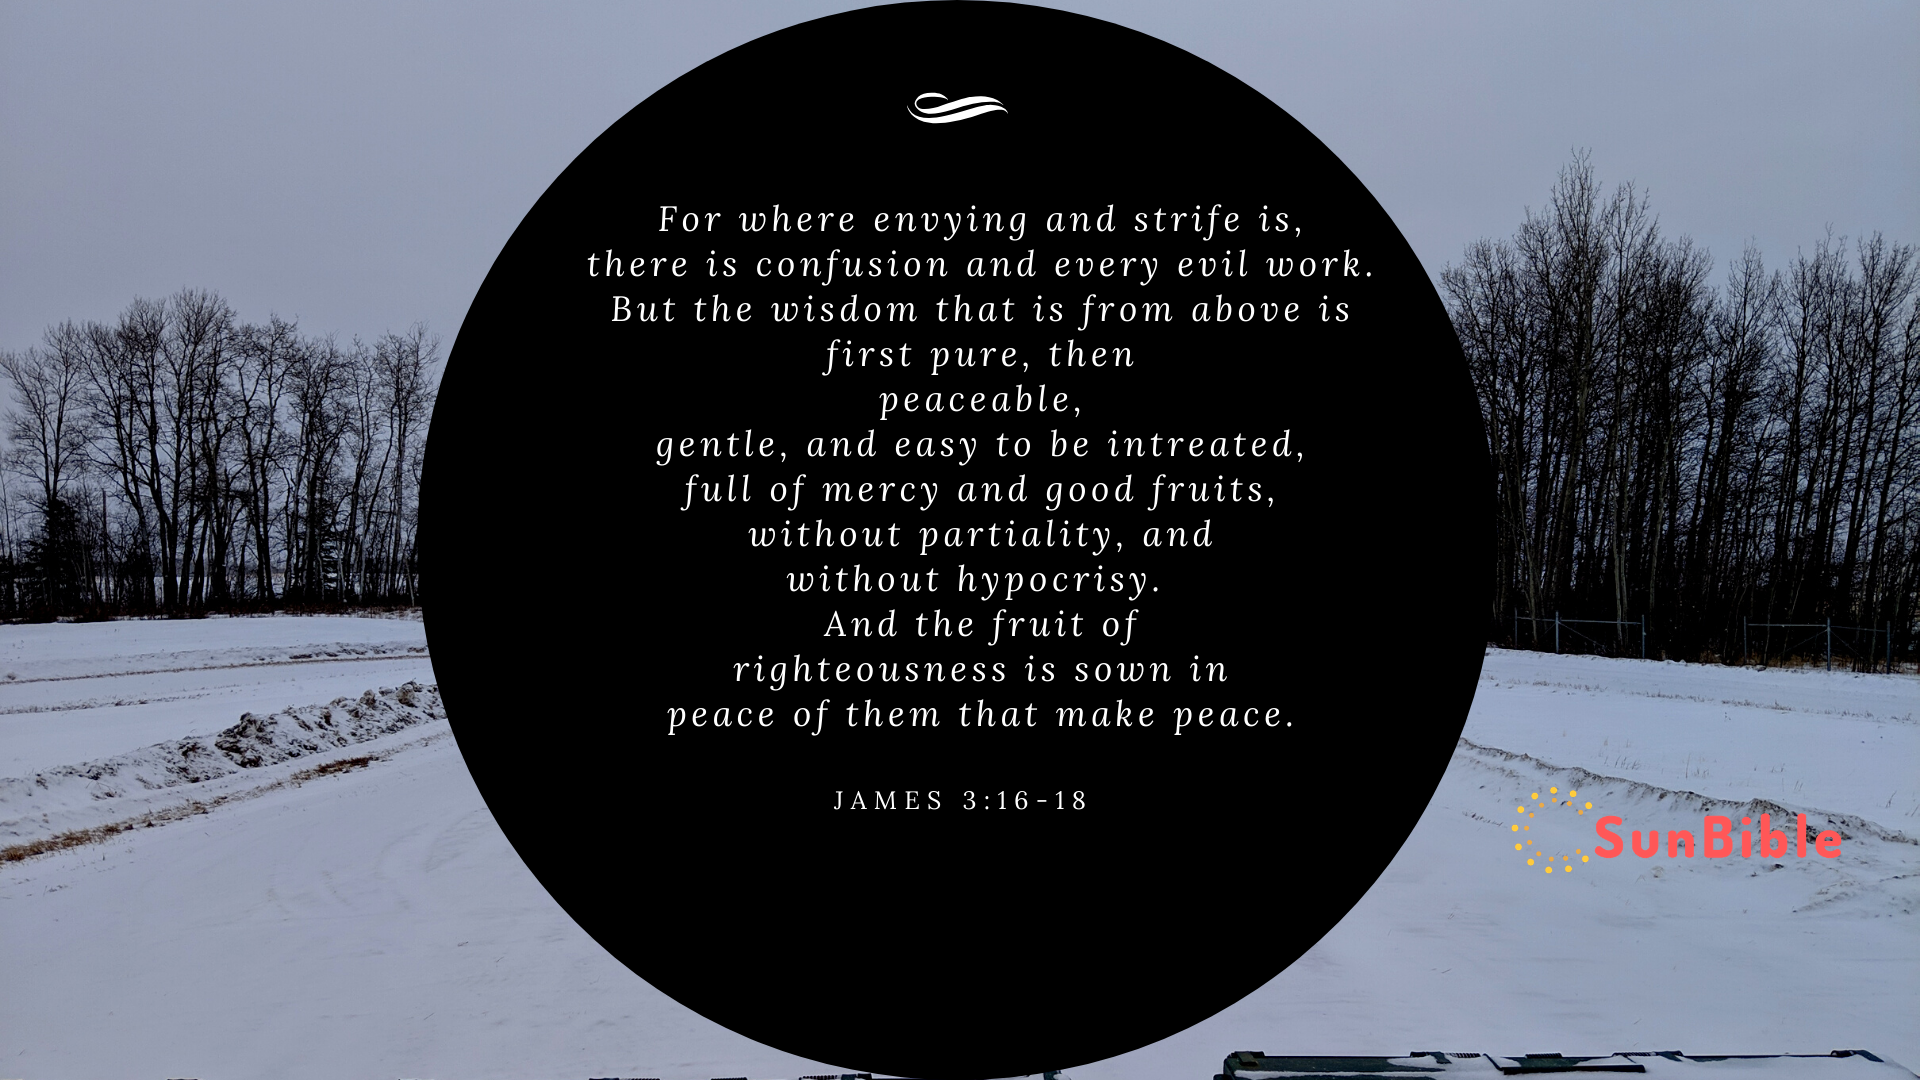 For where envying and strife is,
there is confusion and every evil work.
But the wisdom that is from above is
first pure, then
peaceable,
gentle, and easy to be intreated,
full of mercy and good fruits,
without partiality, and
without hypocrisy.
And the fruit of
righteousness is sown in
peace of them that make peace.
JAMES 3:16-18
SunBible